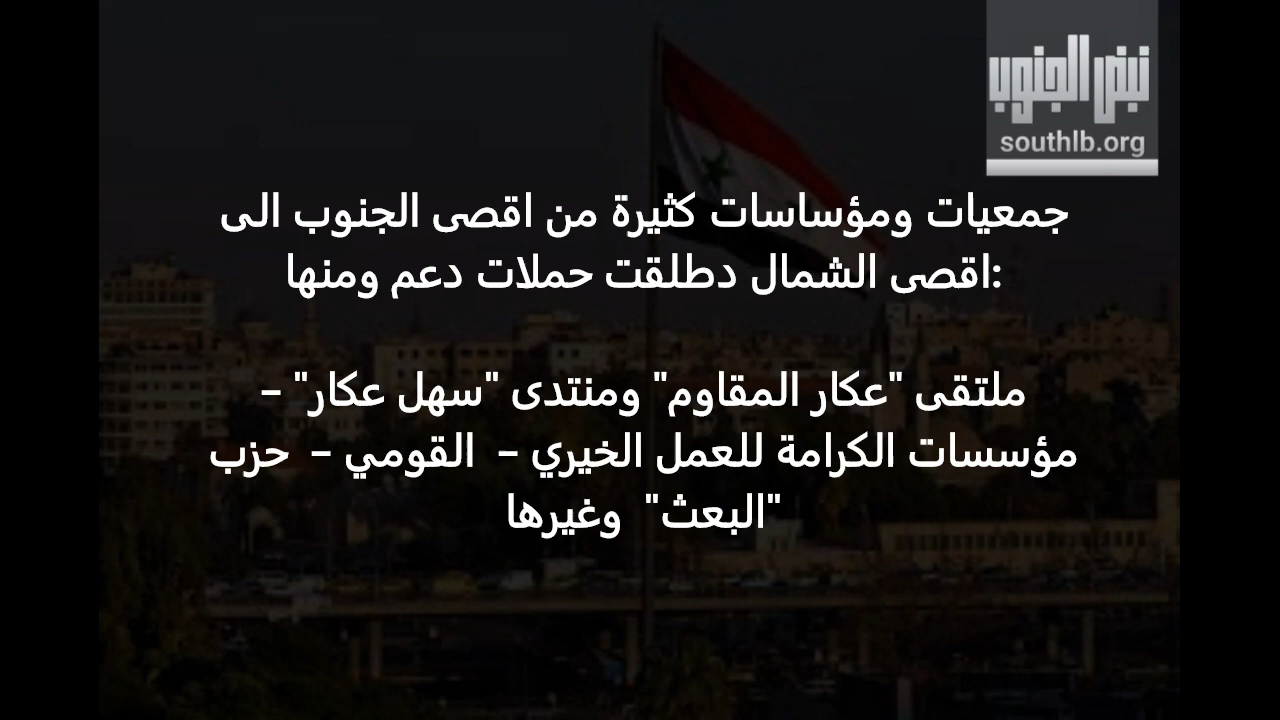 نبض الجنوب
southlb.org
جمعيات ومؤساسات كثيرة من اقصى الجنوب الى
اقصى الشمال دطلقت حملات دعم ومنها:
ملتقى "عكار المقاوم" ومنتدى "سهل عكار" –
مؤسسات الكرامة للعمل الخيري – القومي – حزب
"البعث" وغيرها